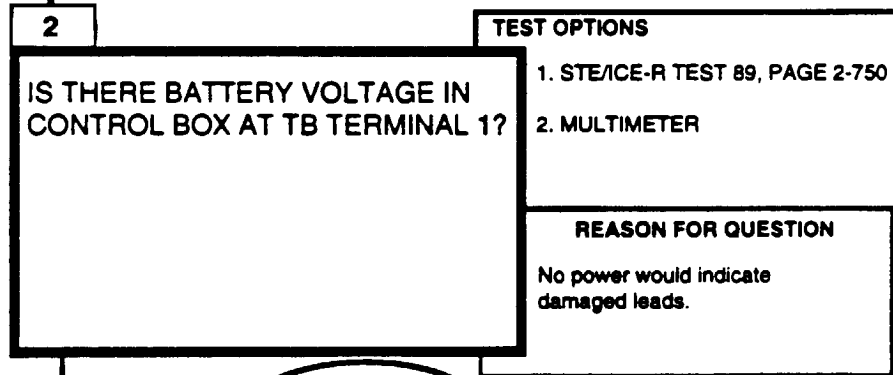 2
IS THERE BATTERY VOLTAGE IN
CONTROL BOX AT TB TERMINAL 1?
TEST OPTIONS
1. STE/ICE-R TEST 89, PAGE 2-750
2. MULTIMETER
REASON FOR QUESTION
No power would indicate
damaged leads.